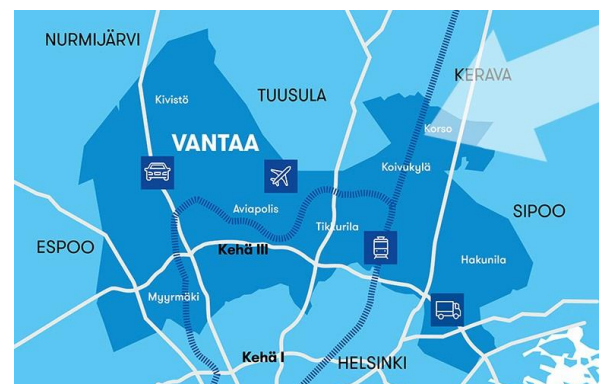 NURMIJÄRVI
KERAVA
Kivistö
TUUSULA
Korso
VANTAA
Koivukylä
Aviapolis
SIPOO
Tikkurila
ESPOO
Kehä III
Hakunila
Myyrmäki
Kehä I
HELSINKI